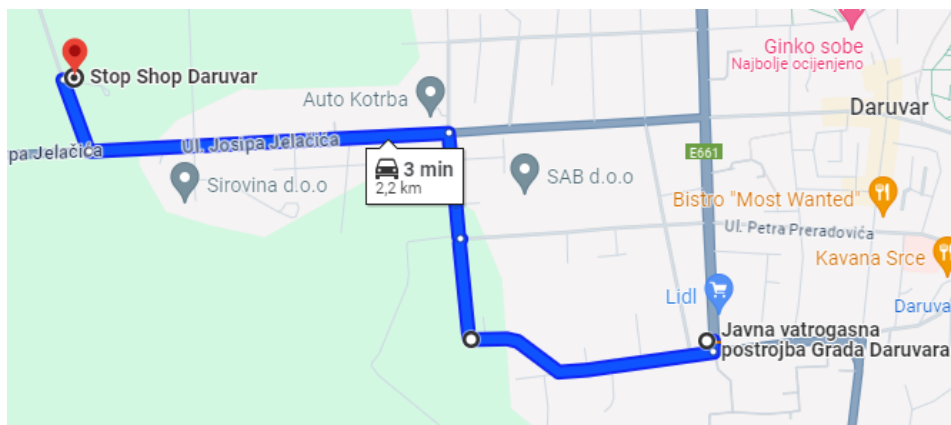 Ginko sobe
Najbolje ocijenjeno
Stop Shop Daruvar
Auto Kotrba
Daruvar
pa Jelačića
Ul. Josipa Jelačića
E661
3 min
2,2 km
Sirovina d.o.o
SAB d.o.o
Bistro "Most Wanted"
Ul. Petra Preradovića
Kavana Srce
Lidl
Daruva
Javna vatrogasna
postrojba Grada Daruvara